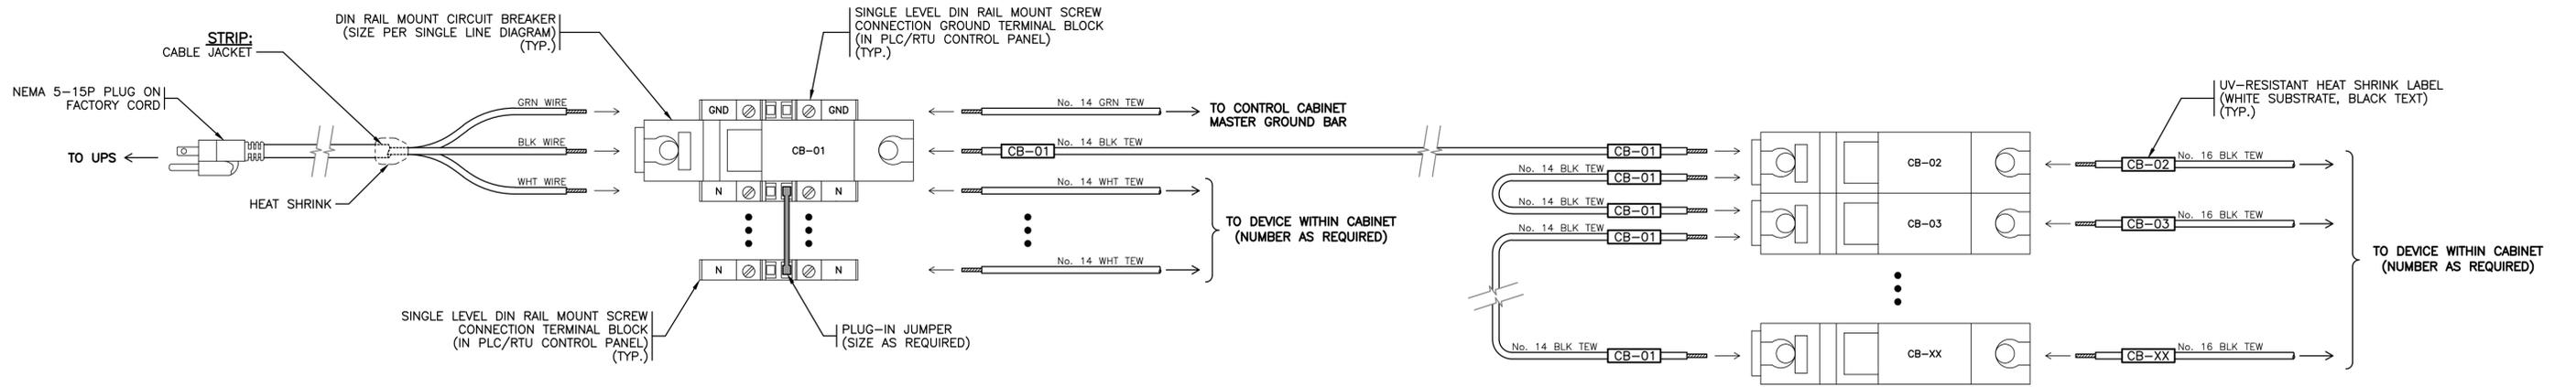 DIN RAIL MOUNT CIRCUIT BREAKER
(SIZE PER SINGLE LINE DIAGRAM)
(TYP.)
SINGLE LEVEL DIN RAIL MOUNT SCREW
CONNECTION GROUND TERMINAL BLOCK
(IN PLC/RTU CONTROL PANEL)
(TYP.)
STRIP:
CABLE JACKET
NEMA 5-15P PLUG ON
FACTORY CORD
TO UPS
HEAT SHRINK
GRN WIRE
BLK WIRE
WHT WIRE
GND
GND
CB-01
N
N
N
N
SINGLE LEVEL DIN RAIL MOUNT SCREW
CONNECTION TERMINAL BLOCK
(IN PLC/RTU CONTROL PANEL)
(TYP.)
PLUG-IN JUMPER
(SIZE AS REQUIRED)
No. 14 GRN TEW
TO CONTROL CABINET
MASTER GROUND BAR
CB-01
No. 14 BLK TEW
CB-01
No. 14 WHT TEW
No. 14 WHT TEW
TO DEVICE WITHIN CABINET
(NUMBER AS REQUIRED)
No. 14 BLK TEW
CB-01
No. 14 BLK TEW
CB-01
No. 14 BLK TEW
CB-01
No. 14 BLK TEW
CB-01
CB-02
CB-03
CB-XX
UV-RESISTANT HEAT SHRINK LABEL
(WHITE SUBSTRATE, BLACK TEXT)
(TYP.)
CB-02
No. 16 BLK TEW
CB-03
No. 16 BLK TEW
CB-XX
No. 16 BLK TEW
TO DEVICE WITHIN CABINET
(NUMBER AS REQUIRED)